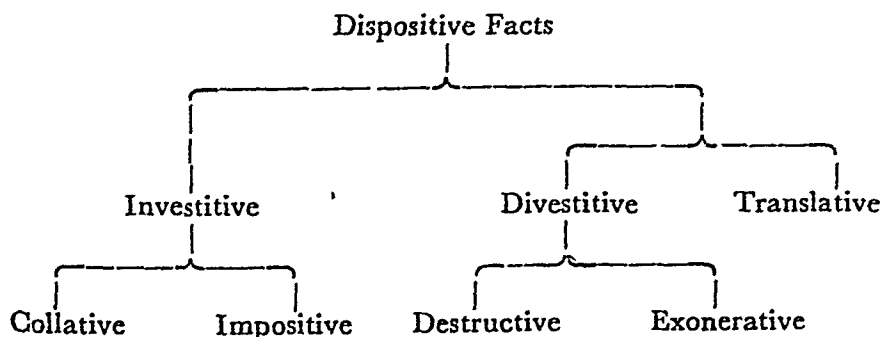 Dispositive Facts
Investitive Divestitive Translative
Collative Impositive Destructive Exonerative